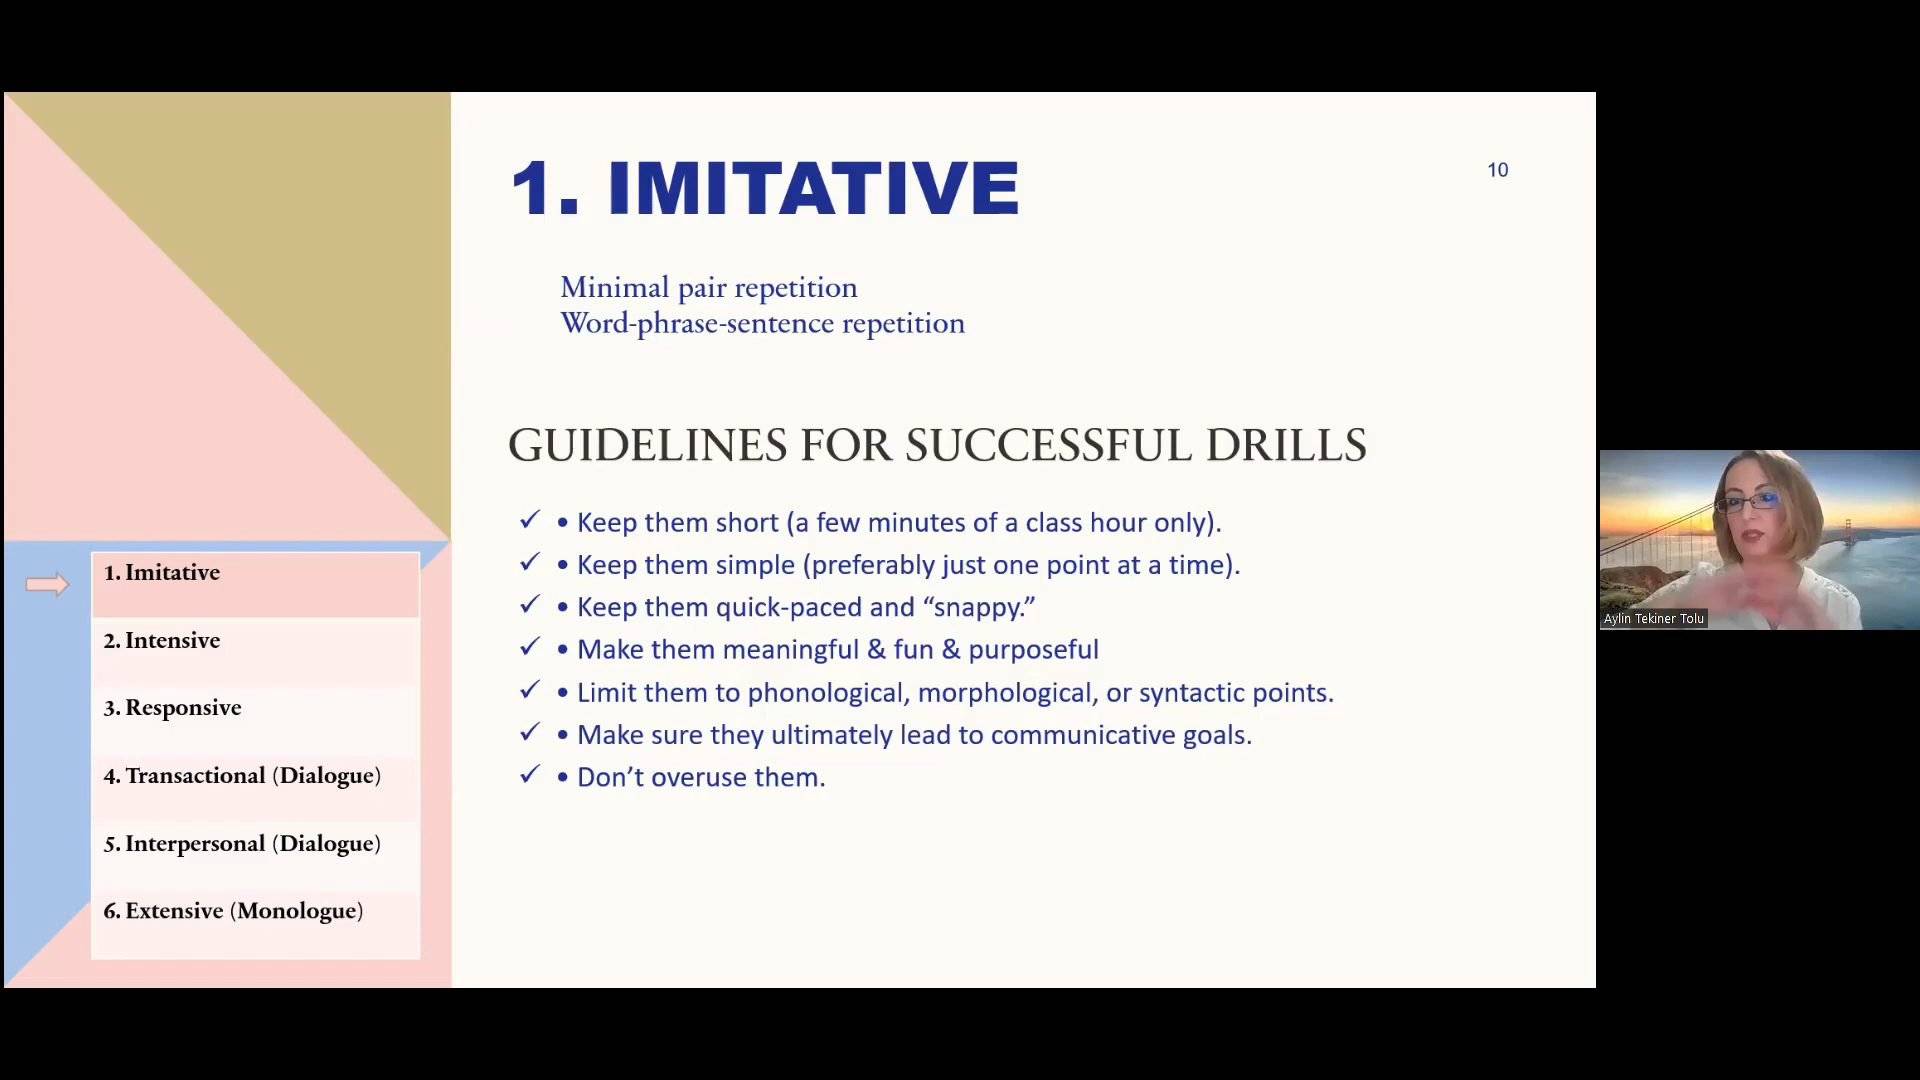 1. IMITATIVE
10
Minimal pair repetition
Word-phrase-sentence repetition
GUIDELINES FOR SUCCESSFUL DRILLS
✓ • Keep them short (a few minutes of a class hour only).
✓ • Keep them simple (preferably just one point at a time).
✓ • Keep them quick-paced and “snappy.”
✓ • Make them meaningful & fun & purposeful
✓ • Limit them to phonological, morphological, or syntactic points.
✓ • Make sure they ultimately lead to communicative goals.
✓ • Don’t overuse them.
1. Imitative
2. Intensive
3. Responsive
4. Transactional (Dialogue)
5. Interpersonal (Dialogue)
6. Extensive (Monologue)
Aylin Tekiner Tolu